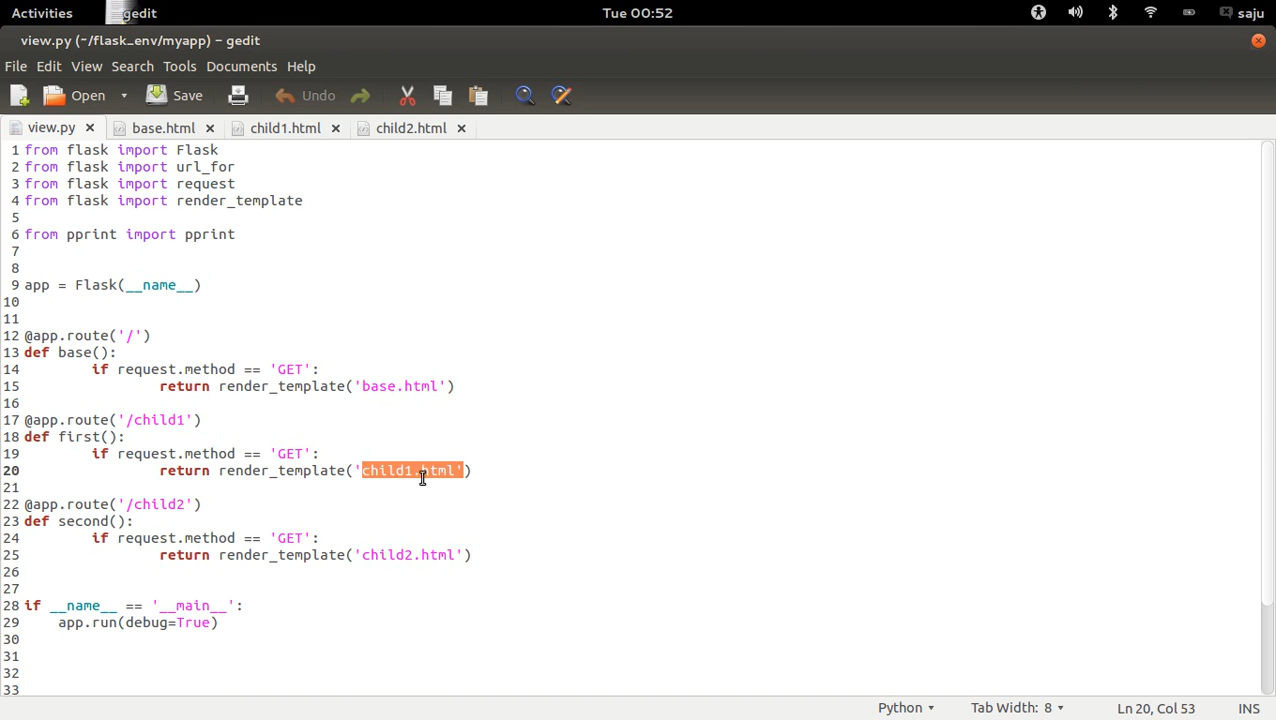 Activities gedit Tue 00:52 saju
view.py (~/flask_env/myapp) – gedit
File Edit View Search Tools Documents Help
Open Save Undo
view.py base.html child1.html child2.html
1 from flask import Flask
2 from flask import url_for
3 from flask import request
4 from flask import render_template
5
6 from pprint import pprint
7
8
9 app = Flask(__name__)
10
11
12 @app.route('/')
13 def base():
14 if request.method == 'GET':
15 return render_template('base.html')
16
17 @app.route('/child1')
18 def first():
19 if request.method == 'GET':
20 return render_template('child1.html')
21
22 @app.route('/child2')
23 def second():
24 if request.method == 'GET':
25 return render_template('child2.html')
26
27
28 if __name__ == '__main__':
29 app.run(debug=True)
30
31
32
33
Python Tab Width: 8 Ln 20, Col 53 INS